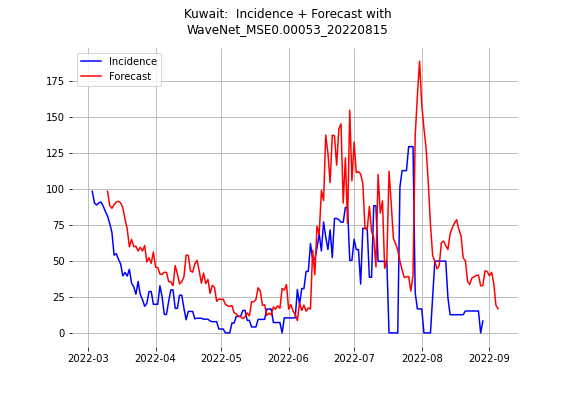 Kuwait:  Incidence + Forecast with
WaveNet_MSE0.00053_20220815
Incidence
Forecast
175
150
125
100
75
50
25
0
2022-03 2022-04 2022-05 2022-06 2022-07 2022-08 2022-09